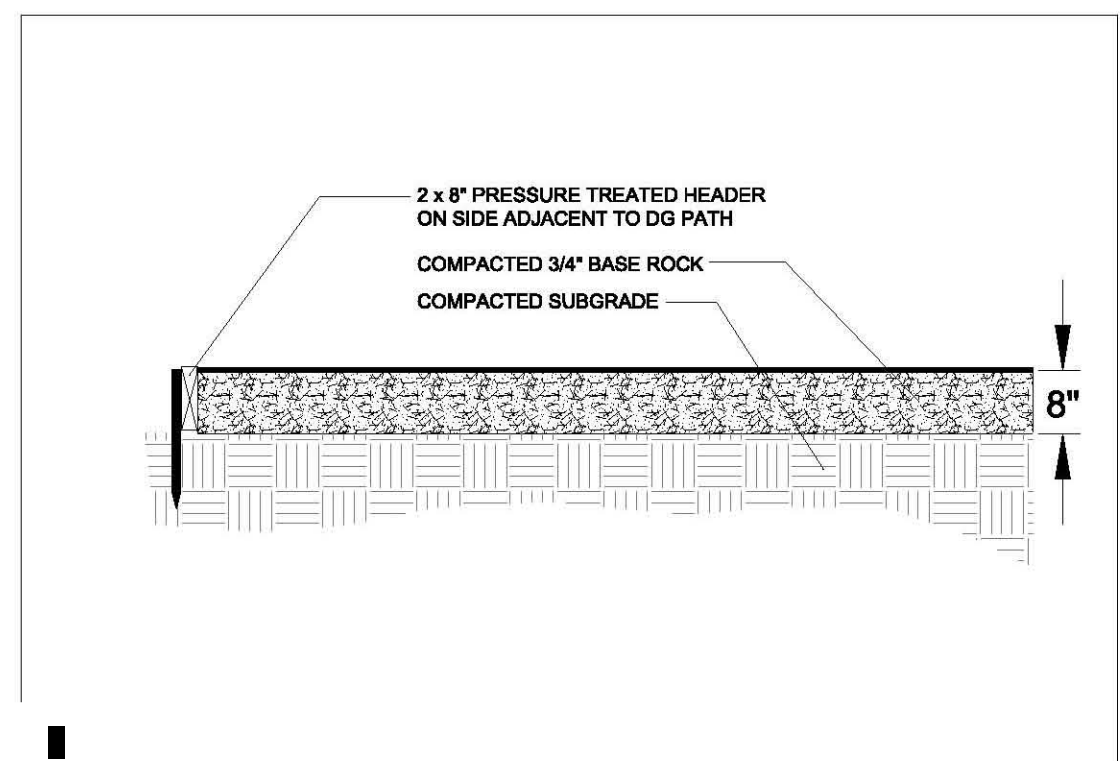 2 x 8" PRESSURE TREATED HEADER
ON SIDE ADJACENT TO DG PATH
COMPACTED 3/4" BASE ROCK
COMPACTED SUBGRADE
8"